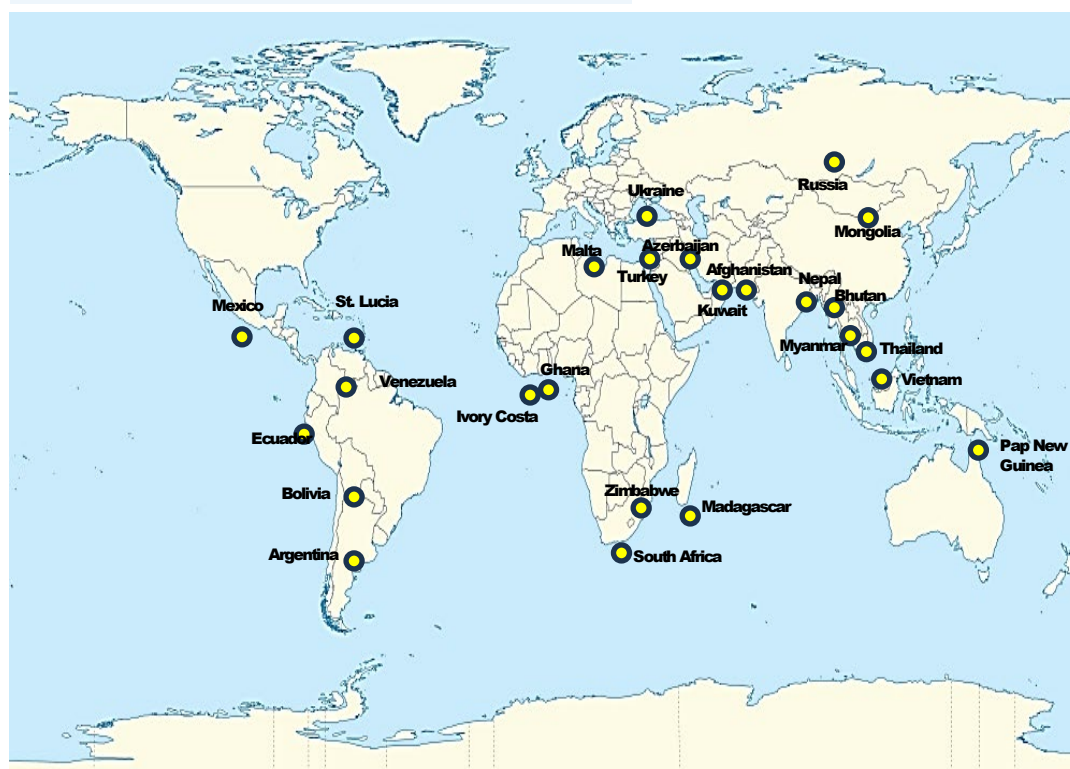 Russia
Ukraine
Mongolia
Azerbaijan
Malta
Afghanistan
Turkey
Nepal
Bhutan
St. Lucia
Mexico
Kuwait
Myanmar
Thailand
Ghana
Vietnam
Venezuela
Ivory Costa
Ecuador
Pap New
Guinea
Zimbabwe
Bolivia
Madagascar
Argentina
South Africa